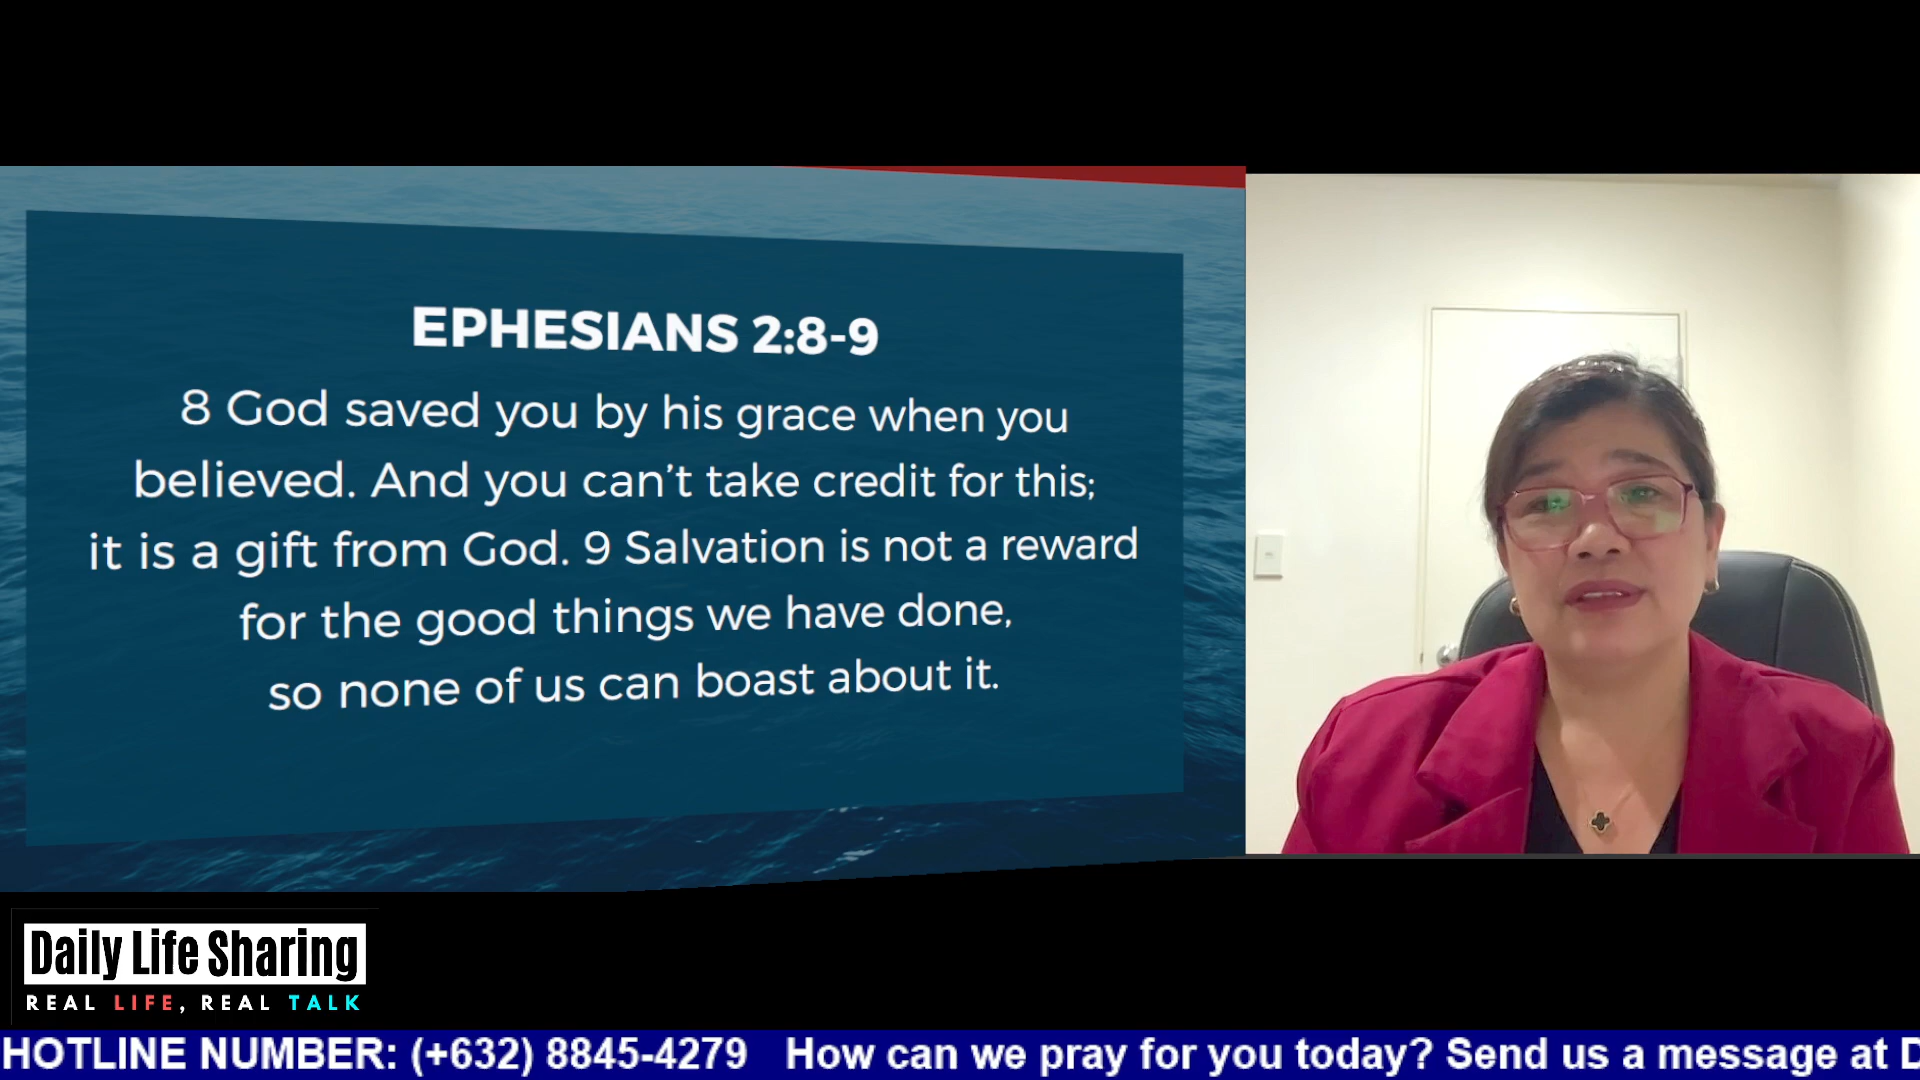 EPHESIANS 2:8-9
8 God saved you by his grace when you
believed. And you can't take credit for this;
it is a gift from God. 9 Salvation is not a reward
for the good things we have done,
so none of us can boast about it.
Daily Life Sharing
REAL LIFE, REAL TALK
HOTLINE NUMBER: (+632) 8845-4279 How can we pray for you today? Send us a message at D